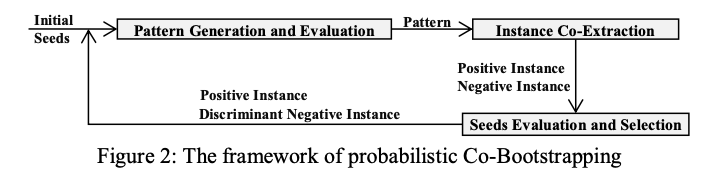 Initial
Seeds
Pattern Generation and Evaluation
Pattern
Instance Co-Extraction
Positive Instance
Negative Instance
Positive Instance
Discriminant Negative Instance
Seeds Evaluation and Selection
Figure 2: The framework of probabilistic Co-Bootstrapping